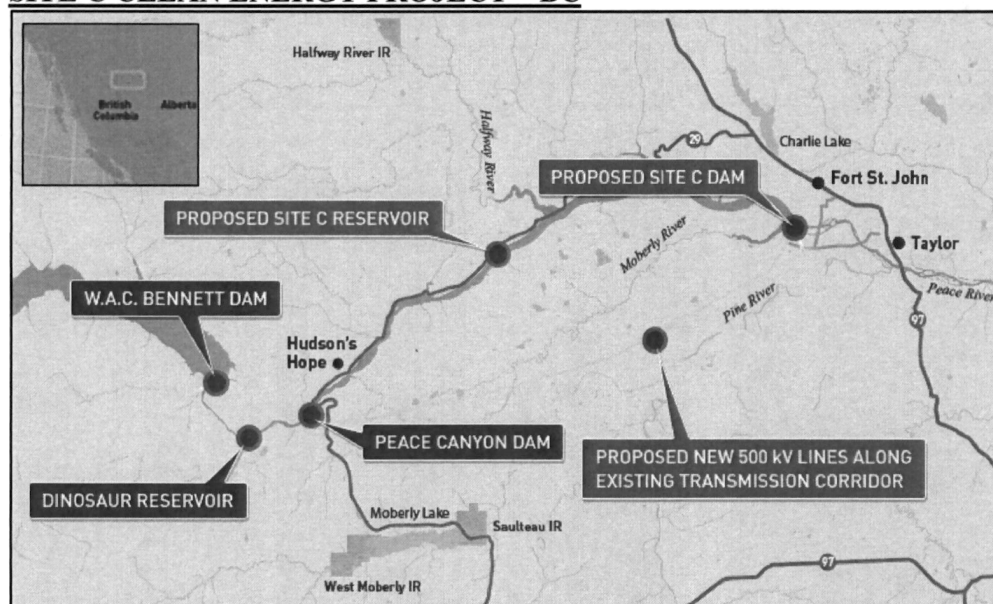 SITE C CLEAN ENERGY PROJECT – BC
Halfway River IR
British
Columbia
Alberta
Halfway River
29
Charlie Lake
PROPOSED SITE C DAM
Fort St. John
PROPOSED SITE C RESERVOIR
Moberly River
Taylor
Peace River
W.A.C. BENNETT DAM
Pine River
97
Hudson's
Hope
PEACE CANYON DAM
PROPOSED NEW 500 kV LINES ALONG
EXISTING TRANSMISSION CORRIDOR
DINOSAUR RESERVOIR
Moberly Lake
Saulteau IR
97
West Moberly IR